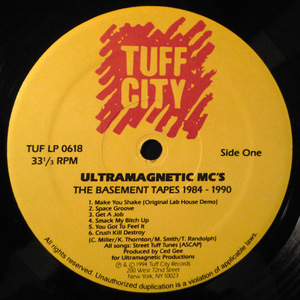 TUFF
CITY
TUF LP 0618
33 1/3 RPM
Side One
ULTRAMAGNETIC MC'S
THE BASEMENT TAPES 1984 - 1990
1. Make You Shake (Original Lab House Demo)
2. Space Groove
3. Get A Job
4. Smack My Bitch Up
5. You Got To Feel It
6. Crush Kill Destroy
(C. Miller/K. Thornton/M. Smith/T. Randolph)
All songs: Street Tuff Tunes (ASCAP)
Produced by Ced Gee
for Ultramagnetic Productions
℗ & © 1994 Tuff City Records
200 West 72nd Street
New York, NY 10023
All rights reserved. Unauthorized duplication is a violation of applicable laws.